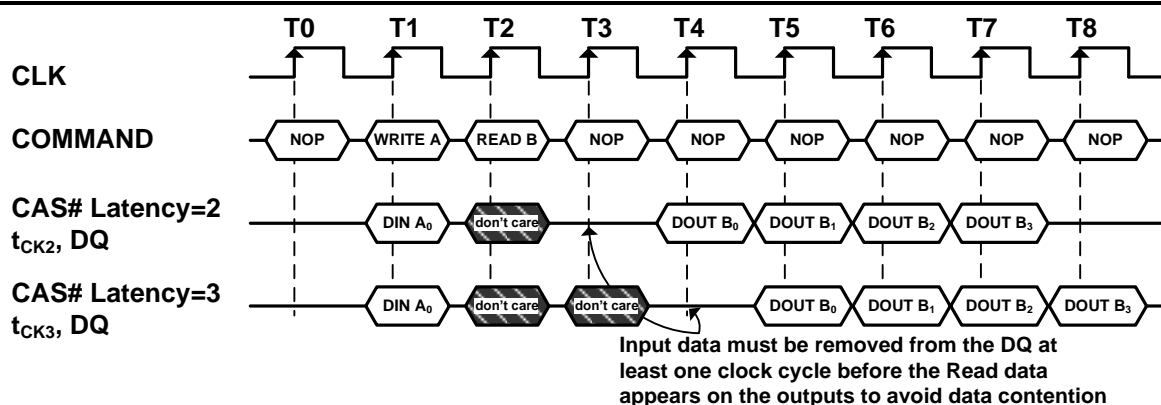 T0 T1 T2 T3 T4 T5 T6 T7 T8
CLK
COMMAND NOP WRITE A READ B NOP NOP NOP NOP NOP NOP
CAS# Latency=2
tCK2, DQ DIN A0 don't care DOUT B0 DOUT B1 DOUT B2 DOUT B3
CAS# Latency=3
tCK3, DQ DIN A0 don't care don't care DOUT B0 DOUT B1 DOUT B2 DOUT B3
Input data must be removed from the DQ at
least one clock cycle before the Read data
appears on the outputs to avoid data contention